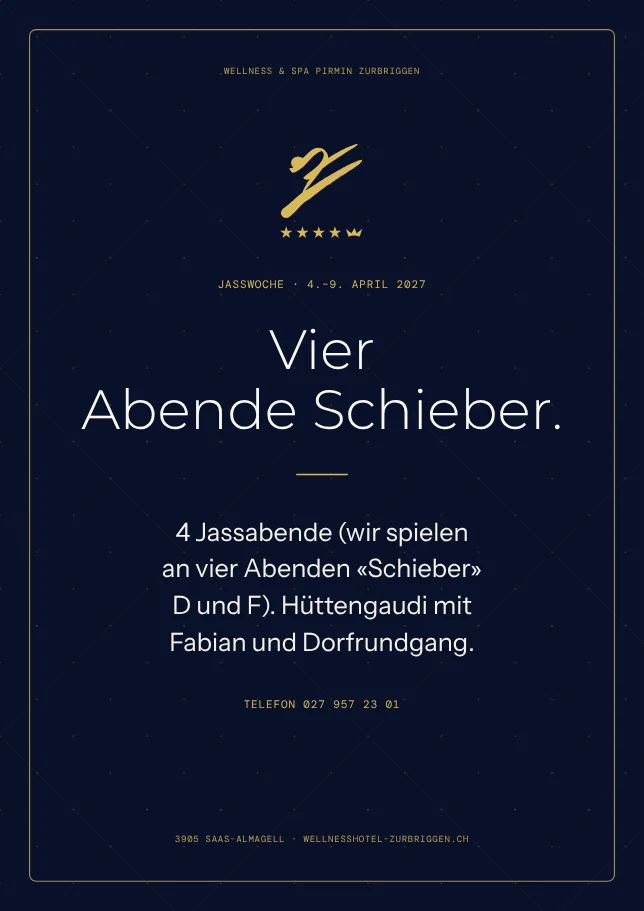 WELLNESS & SPA PIRMIN ZURBRIGGEN
JASSWOCHE · 4.–9. APRIL 2027
Vier
Abende Schieber.
4 Jassabende (wir spielen
an vier Abenden «Schieber»
D und F). Hüttengaudi mit
Fabian und Dorfrundgang.
TELEFON 027 957 23 01
3905 SAAS-ALMAGELL · WELLNESSHOTEL-ZURBRIGGEN.CH